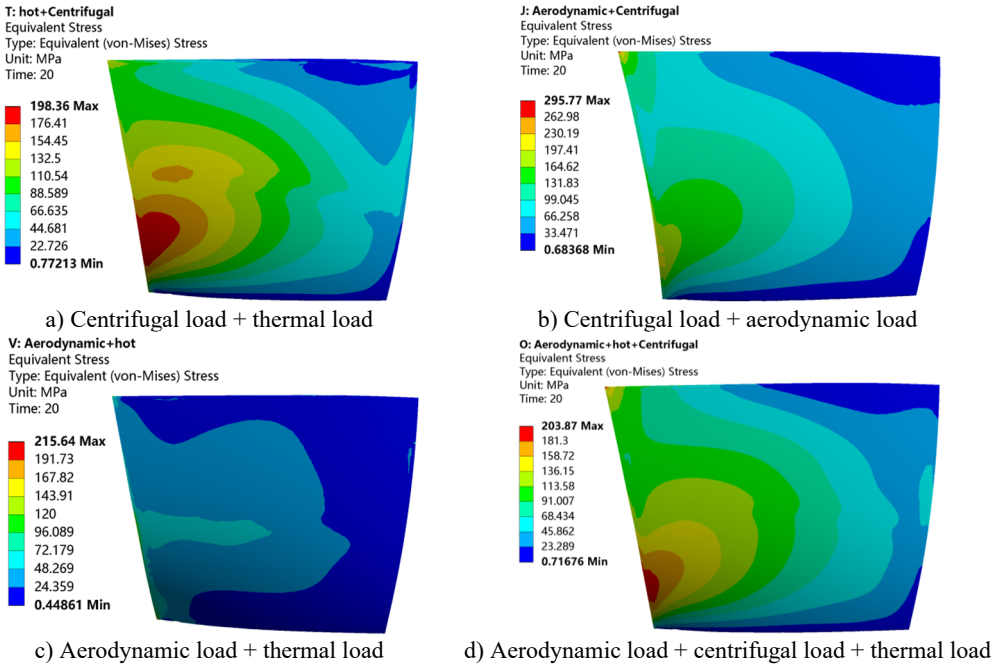 T: hot+Centrifugal
Equivalent Stress
Type: Equivalent (von-Mises) Stress
Unit: MPa
Time: 20
198.36 Max
176.41
154.45
132.5
110.54
88.589
66.635
44.681
22.726
0.77213 Min
a) Centrifugal load + thermal load
J: Aerodynamic+Centrifugal
Equivalent Stress
Type: Equivalent (von-Mises) Stress
Unit: MPa
Time: 20
295.77 Max
262.98
230.19
197.41
164.62
131.83
99.045
66.258
33.471
0.68368 Min
b) Centrifugal load + aerodynamic load
V: Aerodynamic+hot
Equivalent Stress
Type: Equivalent (von-Mises) Stress
Unit: MPa
Time: 20
215.64 Max
191.73
167.82
143.91
120
96.089
72.179
48.269
24.359
0.44861 Min
c) Aerodynamic load + thermal load
O: Aerodynamic+hot+Centrifugal
Equivalent Stress
Type: Equivalent (von-Mises) Stress
Unit: MPa
Time: 20
203.87 Max
181.3
158.72
136.15
113.58
91.007
68.434
45.862
23.289
0.71676 Min
d) Aerodynamic load + centrifugal load + thermal load